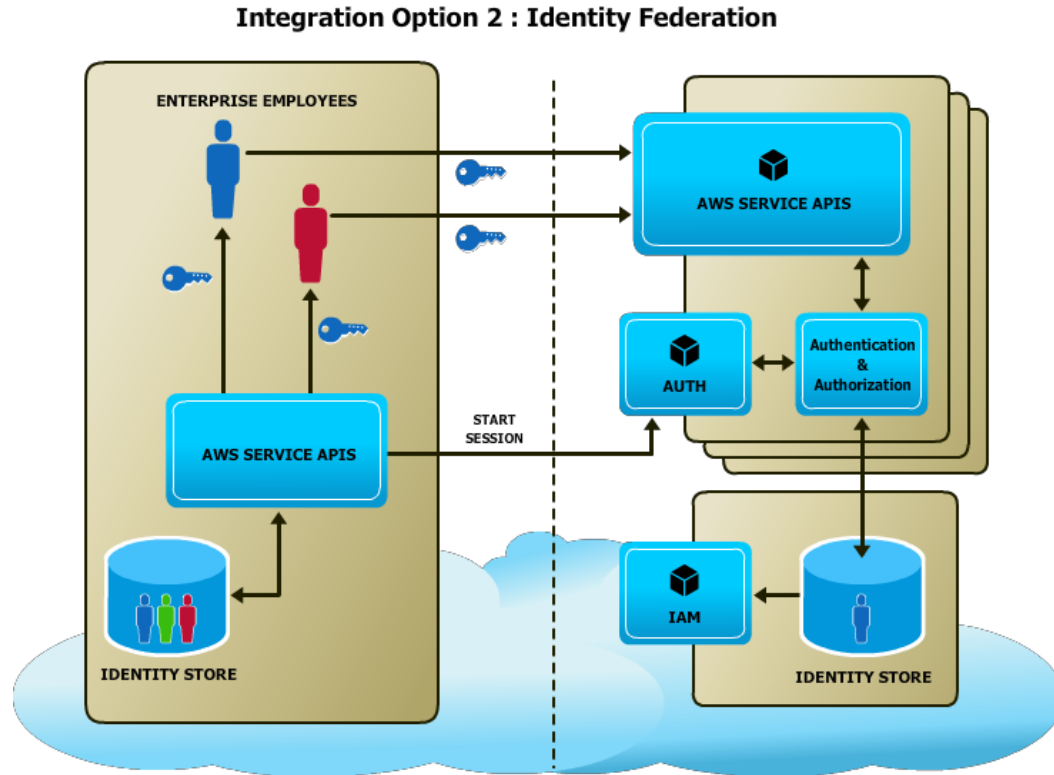 Integration Option 2 : Identity Federation
ENTERPRISE EMPLOYEES
AWS SERVICE APIS
AUTH
Authentication
&
Authorization
START
SESSION
AWS SERVICE APIS
IAM
IDENTITY STORE
IDENTITY STORE